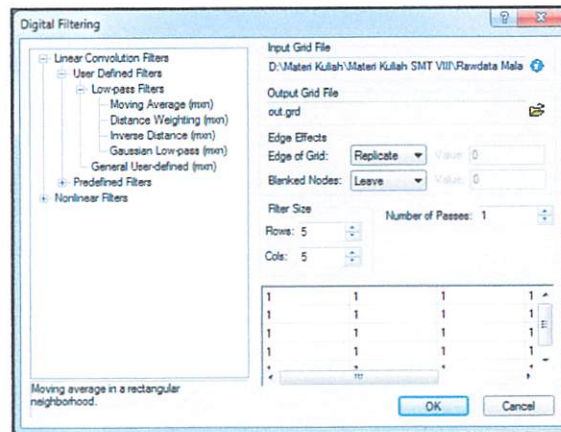 Digital Filtering
Linear Convolution Filters
User Defined Filters
Low-pass Filters
Moving Average (mxn)
Distance Weighting (mxn)
Inverse Distance (mxn)
Gaussian Low-pass (mxn)
General User-defined (mxn)
Predefined Filters
Nonlinear Filters
Moving average in a rectangular
neighborhood.
Input Grid File
D:\Materi Kuliah\Materi Kuliah SMT VIII\Rawdata Mala
Output Grid File
out.grd
Edge Effects
Edge of Grid: Replicate Value: 0
Blanked Nodes: Leave Value: 0
Filter Size
Number of Passes: 1
Rows: 5
Cols: 5
1 1 1 1
1 1 1 1
1 1 1 1
1 1 1 1
OK Cancel